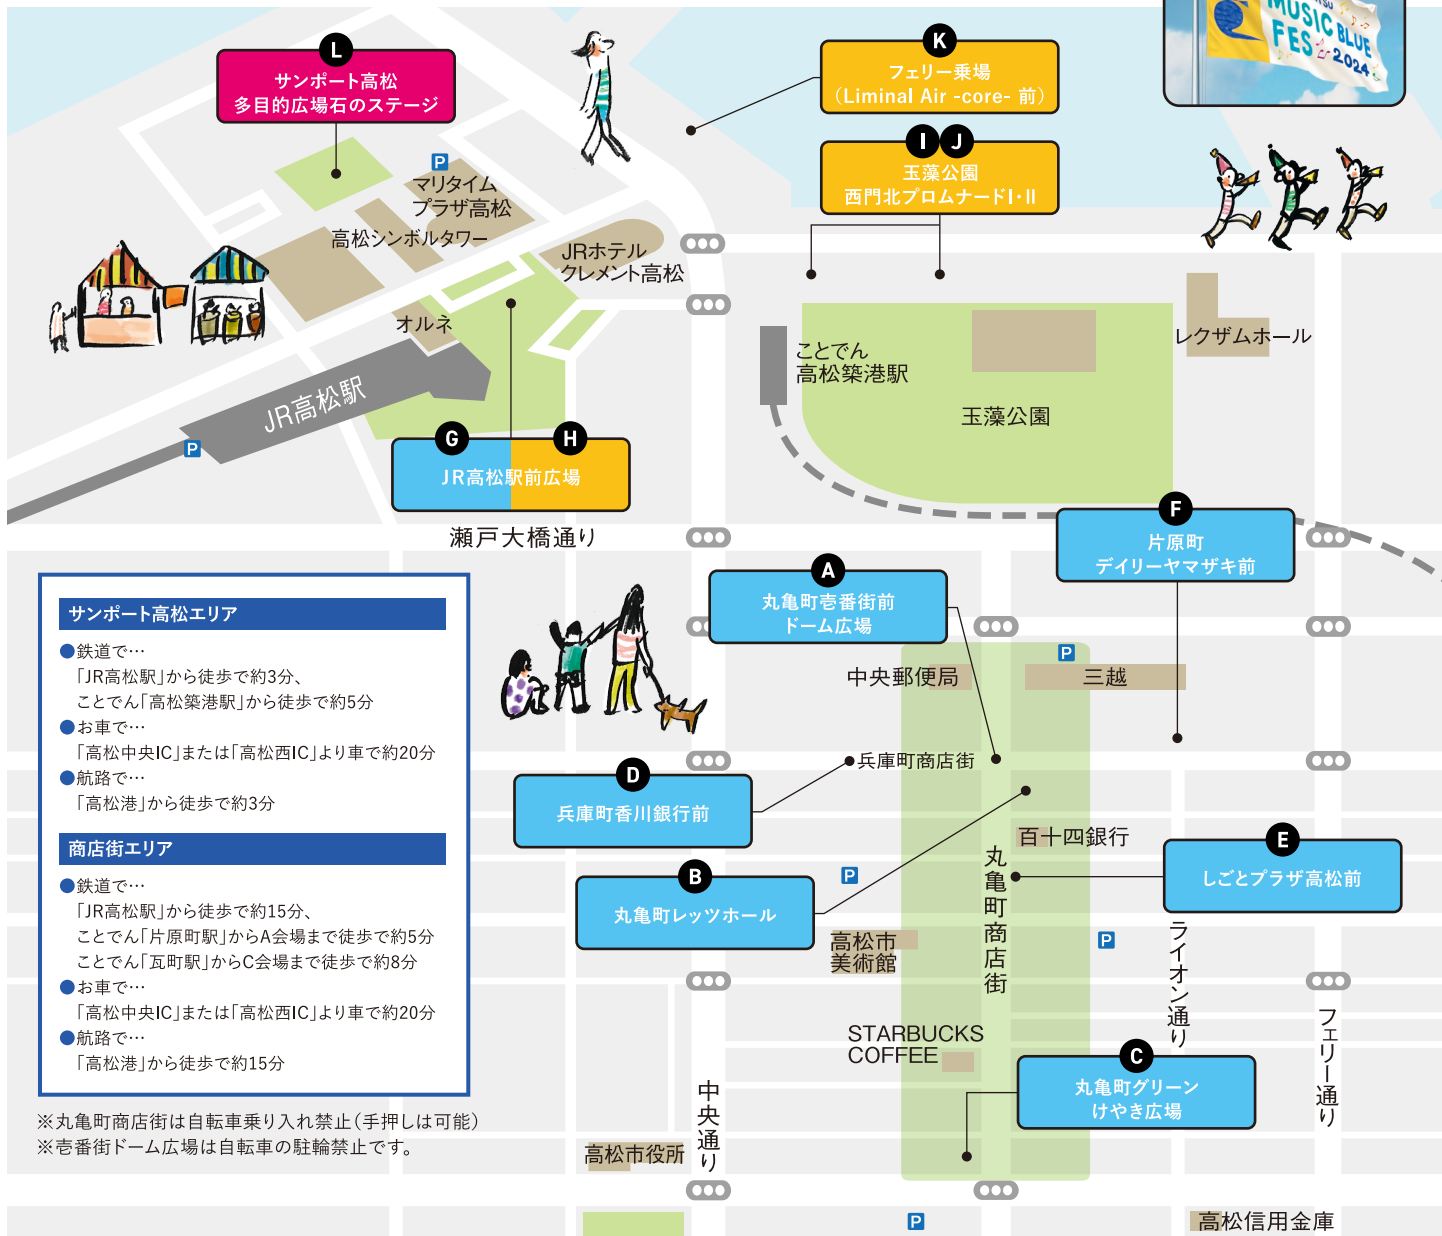 MUSIC BLUE
FES
2024
L
サンポート高松
多目的広場石のステージ
K
フェリー乗場
（Liminal Air -core- 前）
I J
玉藻公園
西門北プロムナードI・II
P
マリタイム
プラザ高松
高松シンボルタワー
JRホテル
クレメント高松
オルネ
JR高松駅
P
ことでん
高松築港駅
レクザムホール
玉藻公園
G H
JR高松駅前広場
瀬戸大橋通り
F
片原町
デイリーヤマザキ前
A
丸亀町壱番街前
ドーム広場
P
中央郵便局
三越
兵庫町商店街
D
兵庫町香川銀行前
百十四銀行
E
しごとプラザ高松前
B
丸亀町レッツホール
P
丸亀町商店街
高松市
美術館
P
ライオン通り
フェリー通り
STARBUCKS
COFFEE
C
丸亀町グリーン
けやき広場
中央通り
高松市役所
P
高松信用金庫
サンポート高松エリア
●鉄道で…
「JR高松駅」から徒歩で約3分、
ことでん「高松築港駅」から徒歩で約5分
●お車で…
「高松中央IC」または「高松西IC」より車で約20分
●航路で…
「高松港」から徒歩で約3分
商店街エリア
●鉄道で…
「JR高松駅」から徒歩で約15分、
ことでん「片原町駅」からA会場まで徒歩で約5分
ことでん「瓦町駅」からC会場まで徒歩で約8分
●お車で…
「高松中央IC」または「高松西IC」より車で約20分
●航路で…
「高松港」から徒歩で約15分
※丸亀町商店街は自転車乗り入れ禁止（手押しは可能）
※壱番街ドーム広場は自転車の駐輪禁止です。